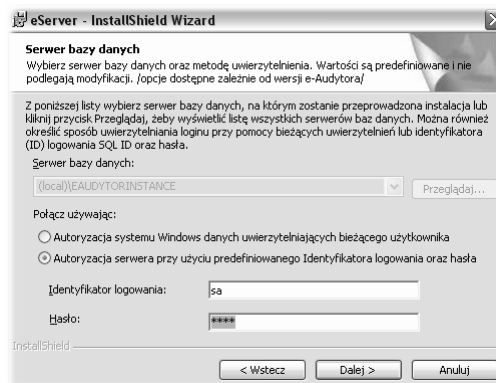 eServer - InstallShield Wizard
Serwer bazy danych
Wybierz serwer bazy danych oraz metodę uwierzytelnienia. Wartości są predefiniowane i nie
podlegają modyfikacji. /opcje dostępne zależnie od wersji e-Audytora/
Z poniższej listy wybierz serwer bazy danych, na którym zostanie przeprowadzona instalacja lub
kliknij przycisk Przeglądaj, żeby wyświetlić listę wszystkich serwerów baz danych. Można również
określić sposób uwierzytelniania loginu przy pomocy bieżących uwierzytelnień lub identyfikatora
(ID) logowania SQL ID oraz hasła.
Serwer bazy danych:
(local)\EAUDYTORINSTANCE
Przeglądaj...
Połącz używając:
Autoryzacja systemu Windows danych uwierzytelniających bieżącego użytkownika
Autoryzacja serwera przy użyciu predefiniowanego Identyfikatora logowania oraz hasła
Identyfikator logowania: sa
Hasło: ****
InstallShield
< Wstecz Dalej > Anuluj